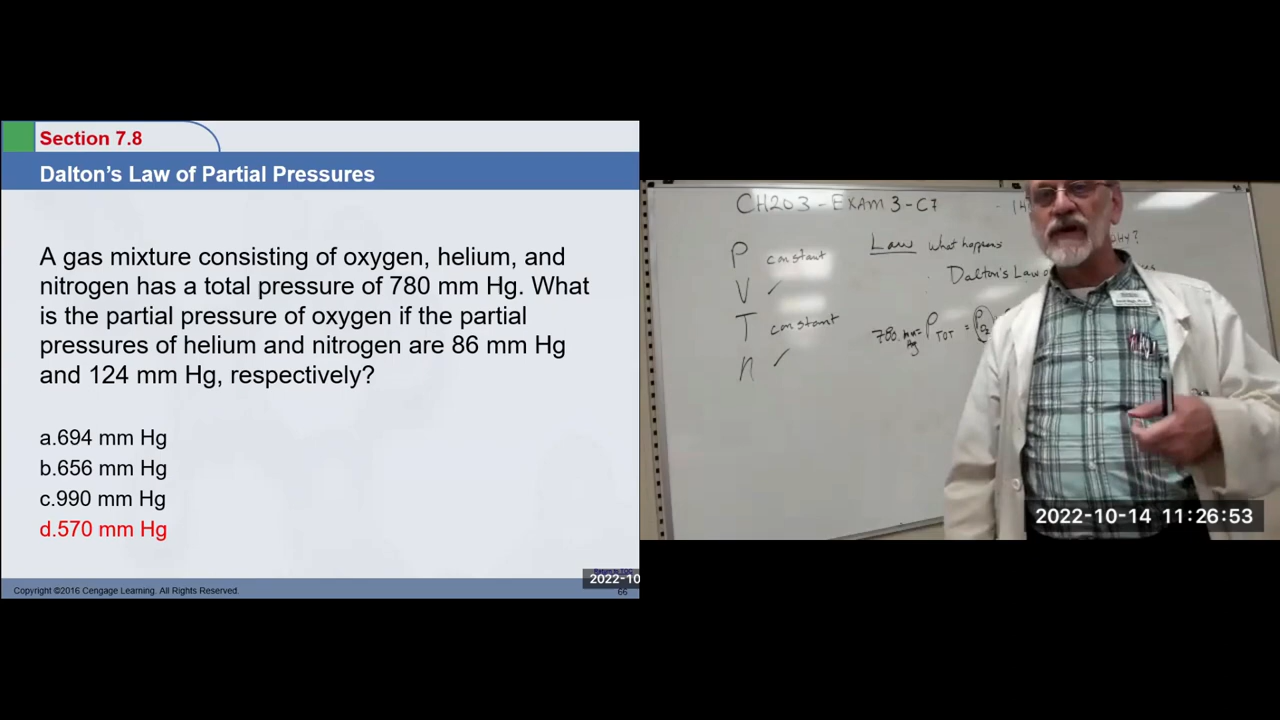 Section 7.8
Dalton's Law of Partial Pressures
A gas mixture consisting of oxygen, helium, and
nitrogen has a total pressure of 780 mm Hg. What
is the partial pressure of oxygen if the partial
pressures of helium and nitrogen are 86 mm Hg
and 124 mm Hg, respectively?
a.694 mm Hg
b.656 mm Hg
c.990 mm Hg
d.570 mm Hg
Copyright ©2016 Cengage Learning. All Rights Reserved.
2022-10
66
CH203 - EXAM 3 - C7
P constant
V ✓
T constant
n ✓
Law what happens
Dalton's Law
780. mm Hg = P TOT = P O2
2022-10-14 11:26:53